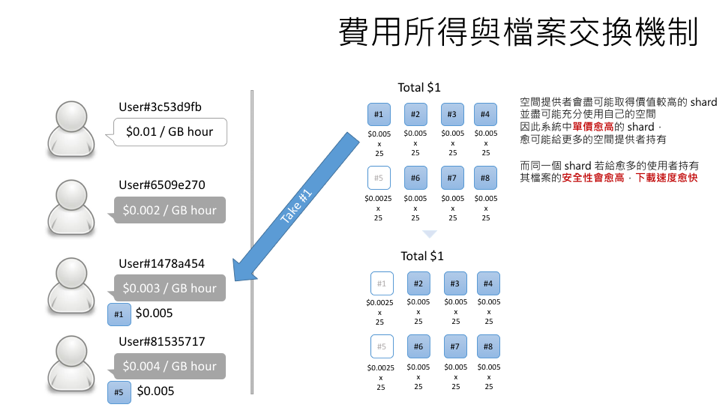 費用所得與檔案交換機制
User#3c53d9fb
$0.01 / GB hour
User#6509e270
$0.002 / GB hour
User#1478a454
$0.003 / GB hour
#1 $0.005
User#81535717
$0.004 / GB hour
#5 $0.005
Take #1
Total $1
#1 #2 #3 #4
$0.005 $0.005 $0.005 $0.005
x x x x
25 25 25 25
#5 #6 #7 #8
$0.0025 $0.005 $0.005 $0.005
x x x x
25 25 25 25
Total $1
#1 #2 #3 #4
$0.0025 $0.005 $0.005 $0.005
x x x x
25 25 25 25
#5 #6 #7 #8
$0.0025 $0.005 $0.005 $0.005
x x x x
25 25 25 25
空間提供者會盡可能取得價值較高的 shard
並盡可能充分使用自己的空間
因此系統中單價愈高的 shard，
愈可能給更多的空間提供者持有
而同一個 shard 若給愈多的使用者持有
其檔案的安全性會愈高，下載速度愈快